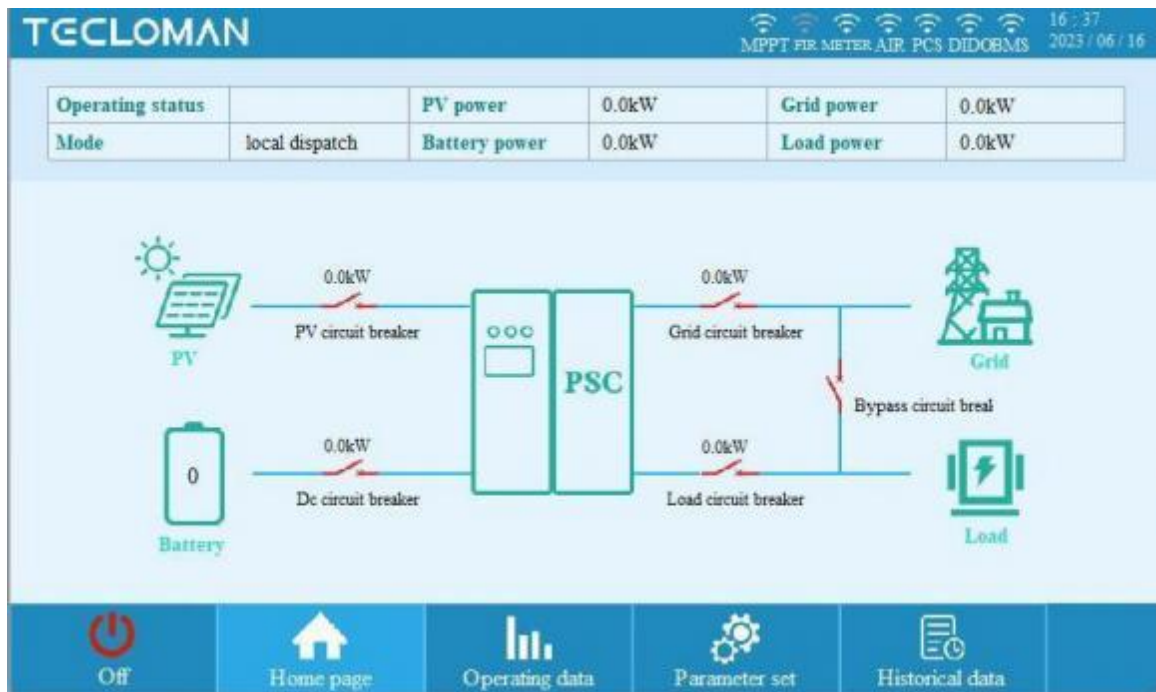 TECLOMAN
MPPT FIR METER AIR PCS DIDOBMS
16 : 37
2023 / 06 / 16
Operating status PV power 0.0kW Grid power 0.0kW
Mode local dispatch Battery power 0.0kW Load power 0.0kW
0.0kW 0.0kW
PV circuit breaker Grid circuit breaker
PV PSC Grid
Bypass circuit breal
0.0kW 0.0kW
0
Dc circuit breaker Load circuit breaker
Battery Load
Off Home page Operating data Parameter set Historical data